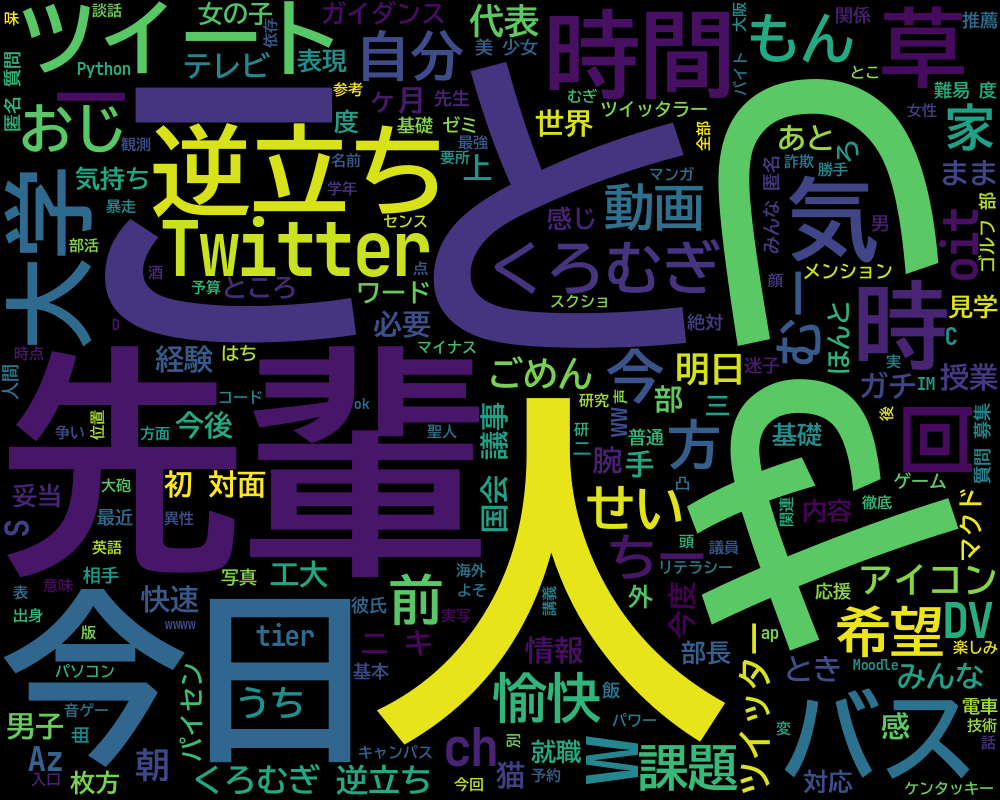 味
談話
ツイート
女の子
ガイダンス
代表
時間
大阪
もん
関係
草
推薦
依存
Python
テレビ
表現
自分
美 少女
バイト
とこ
質問
匿名
おじ
ー
こ
参考
ヶ月
先生
むぎ
ツイッタラー
世界
全部
あと
ろ
難易 度
女性
家
観測
度
基礎
ゼミ
最強
要所
上
逆立ち
名前
学年
センス
マンガ
匿名
詐欺
勝手
まま
大学
気持ち
暴走
部活
Twitter
と
感じ
動画
り
みんな
気
男
部
ゴルフ
oit
くろむぎ
メンション
酒
予算
ところ
点
ワード
スクショ
顔
むー
時
見学
D
必要
絶対
ほんと
C
時点
経験
はち
マイナス
今
明日
迷子
実
ガチ
IM
授業
人間
先輩
コード
ok
ごめん
研究
声
ww
部
三
や
後
回
募集
質問
争い
位置
方面
今後
聖人
議事
国会
研
二
普通
手
腕
方
基礎
ゲーム
妥当
大砲
初 対面
人
せい
凸
関連
内容
徹底
マクド
S
最近
異性
英語
ちー
頭
議員
リテラシー
表
意味
相手
写真
工大
海外
よそ
講義
外
今度
応援
アイコン
出身
快速
彼氏
前
実写
希望
DV
今日
版
wwww
tier
ニ キ
情報
部長
ap
楽しみ
パソコン
基本
とき
Moodle
みんな
うち
愉快
飯
ツイッター
バス
男子
音ゲー
曲
パイセン
パワー
変
感
電車
技術
話
Az
入口
枚方
朝
キャンパス
ch
別
就職
W
課題
くろむぎ 逆立ち
今回
猫
予約
対応
ケンタッキー